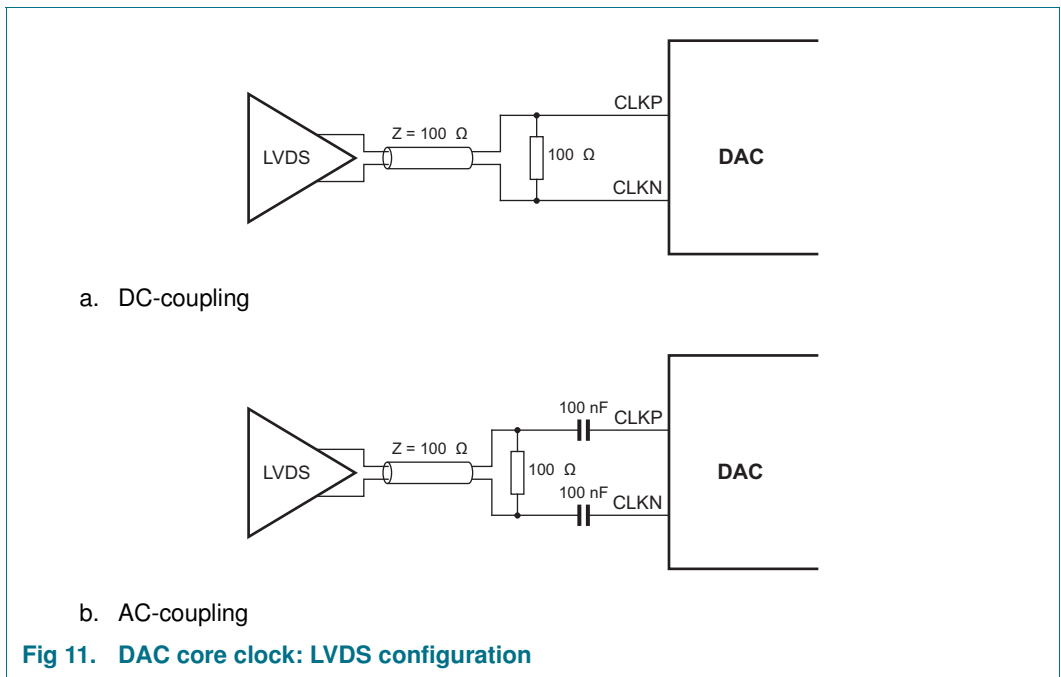 CLKP
Z = 100 Ω
LVDS
100 Ω
DAC
CLKN
a. DC-coupling
100 nF
CLKP
Z = 100 Ω
LVDS
100 Ω
DAC
100 nF
CLKN
b. AC-coupling
Fig 11. DAC core clock: LVDS configuration